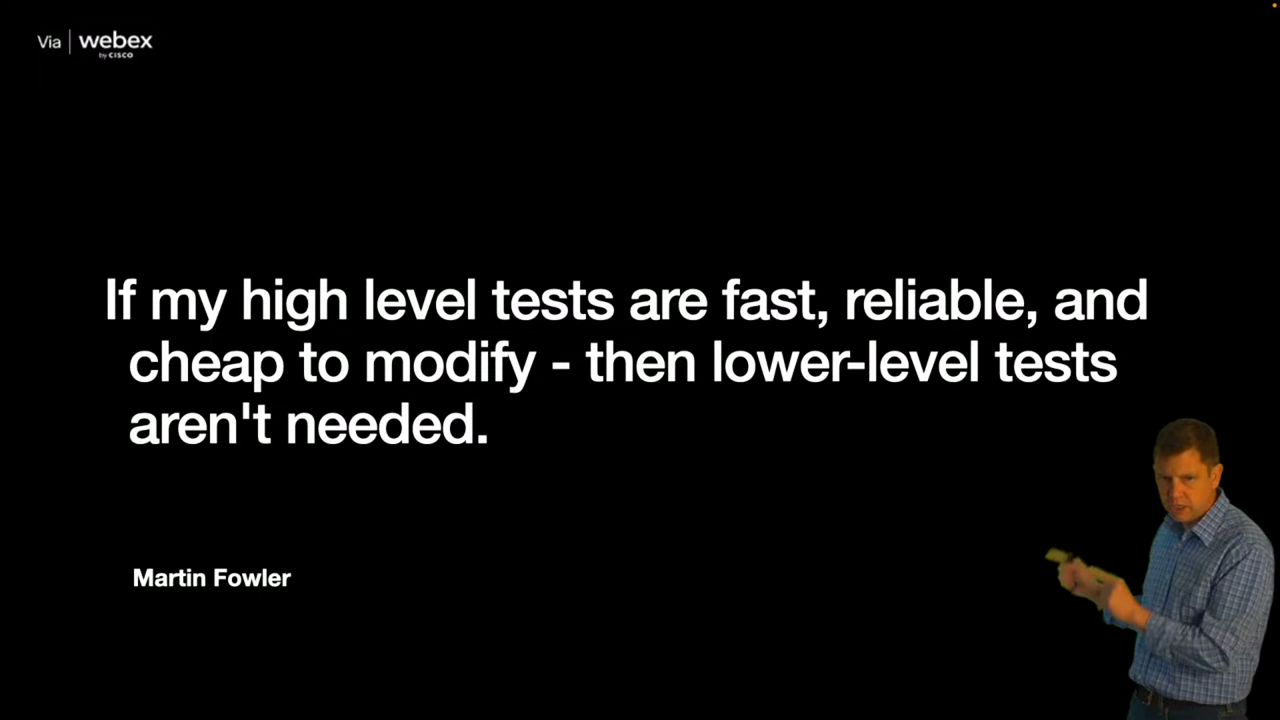 Via | webex
by CISCO
If my high level tests are fast, reliable, and
cheap to modify - then lower-level tests
aren't needed.
Martin Fowler